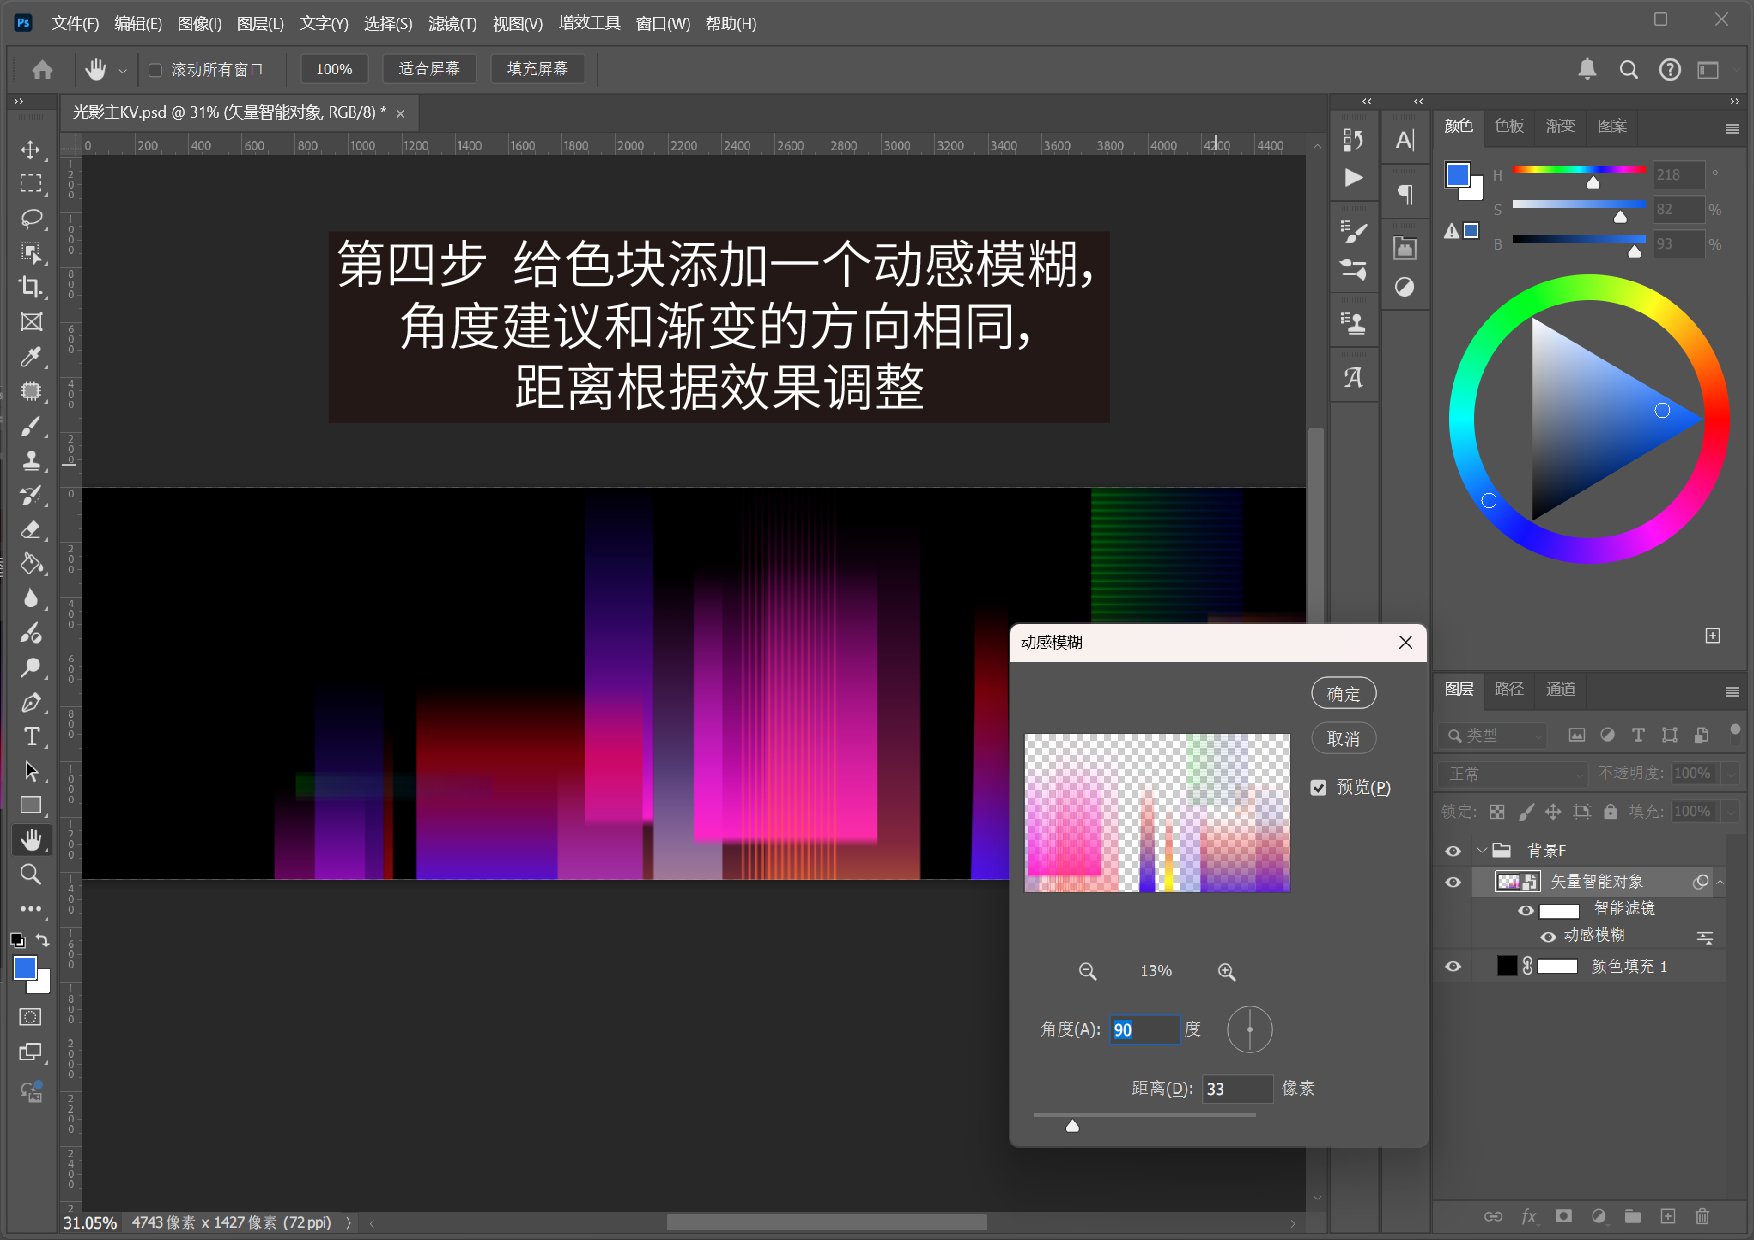 Ps 文件(F) 编辑(E) 图像(I) 图层(L) 文字(Y) 选择(S) 滤镜(T) 视图(V) 增效工具 窗口(W) 帮助(H)
滚动所有窗口 100% 适合屏幕 填充屏幕
光影主KV.psd @ 31% (矢量智能对象, RGB/8) * ×
0 200 400 600 800 1000 1200 1400 1600 1800 2000 2200 2400 2600 2800 3000 3200 3400 3600 3800 4000 4200 4400
第四步 给色块添加一个动感模糊，
角度建议和渐变的方向相同，
距离根据效果调整
颜色 色板 渐变 图案
H 218 °
S 82 %
B 93 %
动感模糊
确定
取消
预览(P)
13%
角度(A): 90 度
距离(D): 33 像素
图层 路径 通道
类型
正常 不透明度: 100%
锁定: 填充: 100%
背景F
矢量智能对象
智能滤镜
动感模糊
颜色填充 1
fx
31.05% 4743 像素 x 1427 像素 (72 ppi)